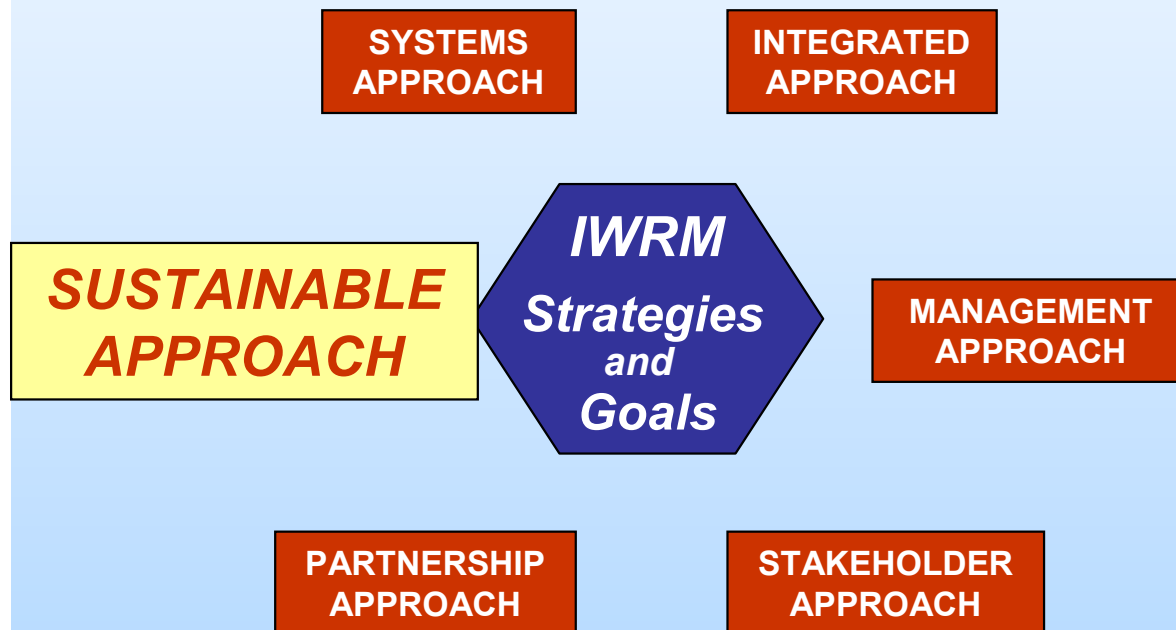 SYSTEMS
APPROACH
INTEGRATED
APPROACH
IWRM
Strategies
and
Goals
SUSTAINABLE
APPROACH
MANAGEMENT
APPROACH
PARTNERSHIP
APPROACH
STAKEHOLDER
APPROACH